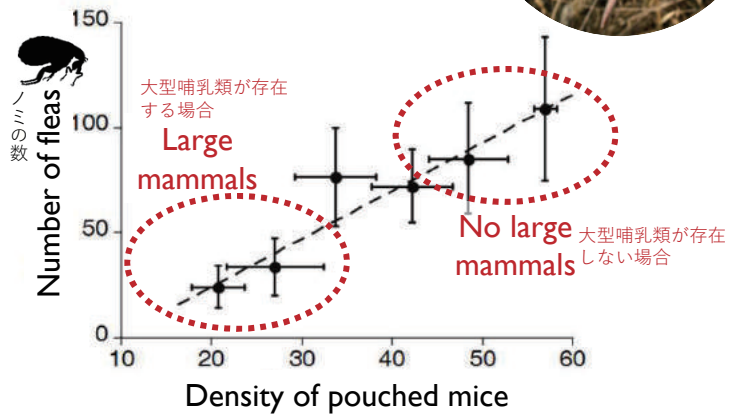 150
100
50
0
10
20
30
40
50
60
ノミの数
Number of fleas
大型哺乳類が存在
する場合
Large
mammals
No large
mammals
大型哺乳類が存在
しない場合
Density of pouched mice